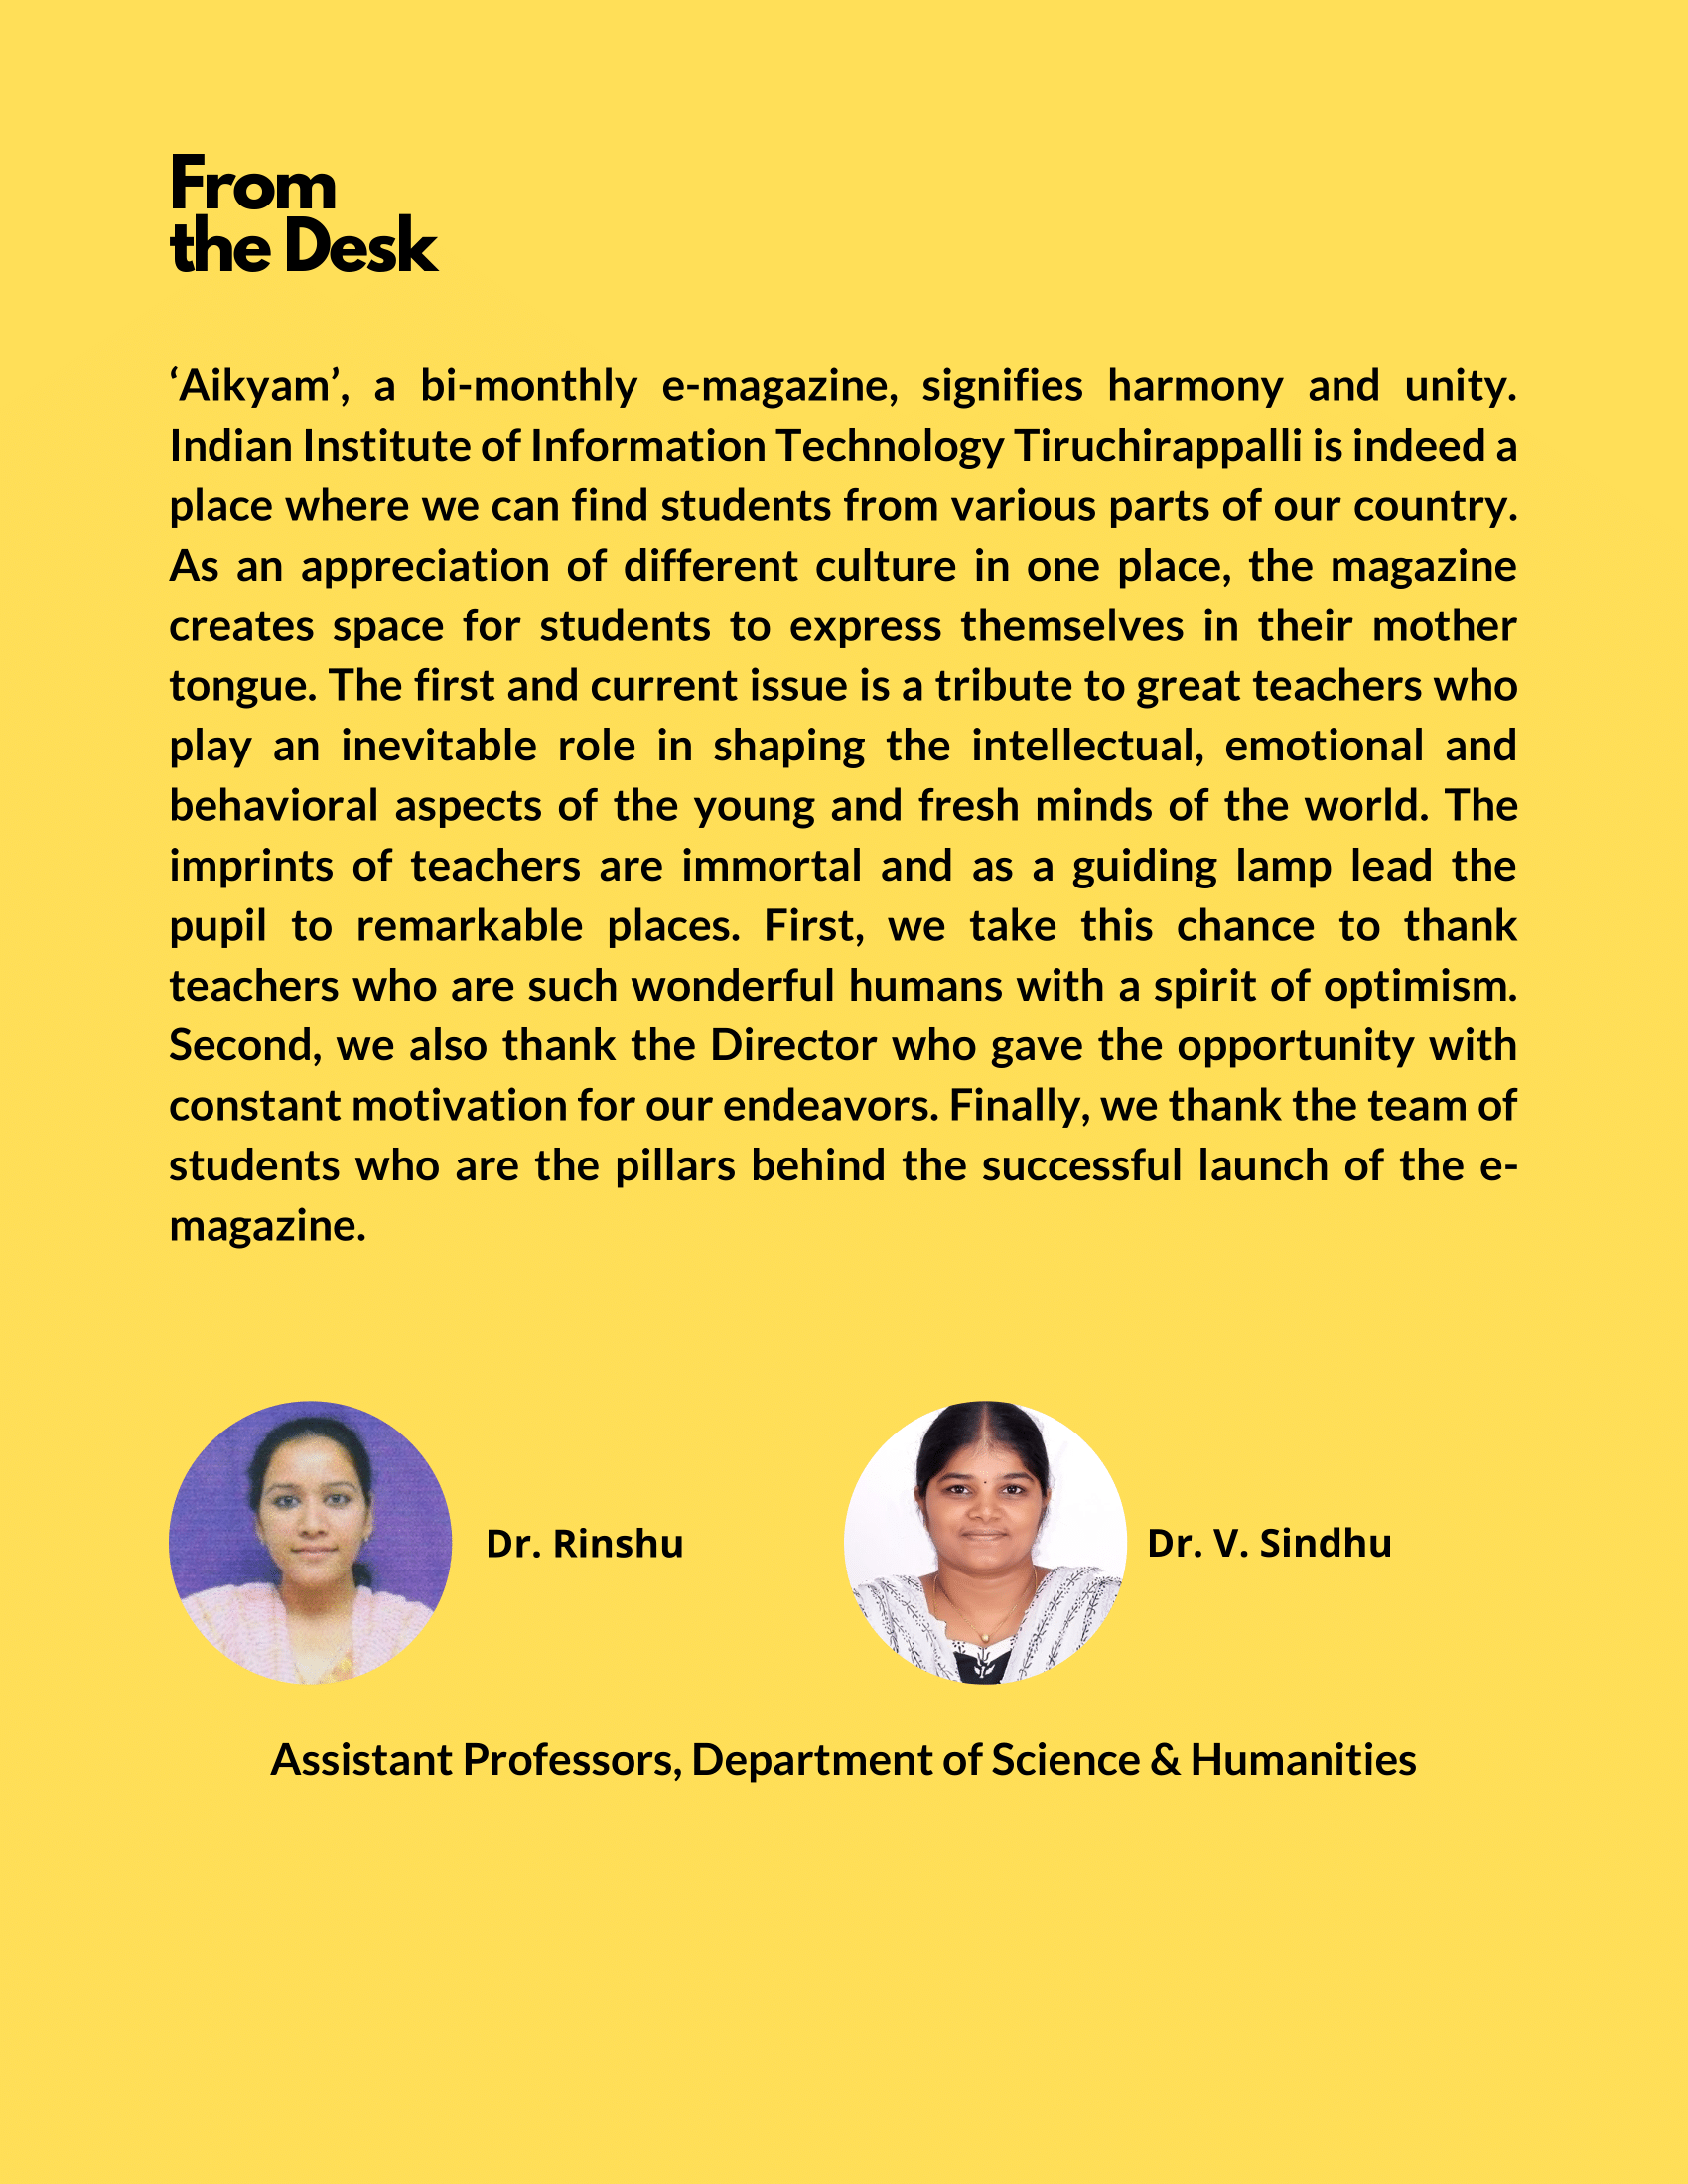 From
the Desk
‘Aikyam’, a bi-monthly e-magazine, signifies harmony and unity.
Indian Institute of Information Technology Tiruchirappalli is indeed a
place where we can find students from various parts of our country.
As an appreciation of different culture in one place, the magazine
creates space for students to express themselves in their mother
tongue. The first and current issue is a tribute to great teachers who
play an inevitable role in shaping the intellectual, emotional and
behavioral aspects of the young and fresh minds of the world. The
imprints of teachers are immortal and as a guiding lamp lead the
pupil to remarkable places. First, we take this chance to thank
teachers who are such wonderful humans with a spirit of optimism.
Second, we also thank the Director who gave the opportunity with
constant motivation for our endeavors. Finally, we thank the team of
students who are the pillars behind the successful launch of the e-
magazine.
Dr. Rinshu
Dr. V. Sindhu
Assistant Professors, Department of Science & Humanities